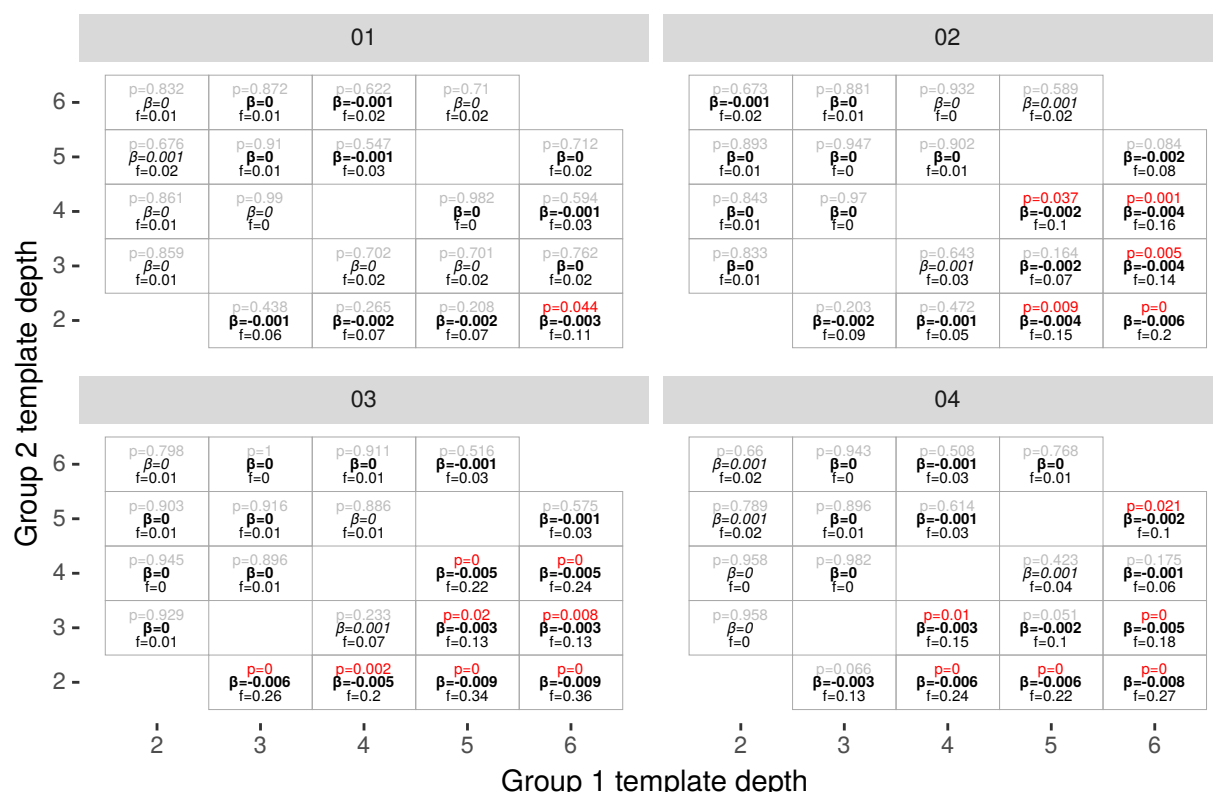 01
02
6
p=0.832 p=0.872 p=0.622 p=0.71
β=0 β=0 β=-0.001 β=0
f=0.01 f=0.01 f=0.02 f=0.02
p=0.673 p=0.881 p=0.932 p=0.589
β=-0.001 β=0 β=0 β=0.001
f=0.02 f=0.01 f=0 f=0.02
5
p=0.676 p=0.91 p=0.547 p=0.712
β=0.001 β=0 β=-0.001 β=0
f=0.02 f=0.01 f=0.03 f=0.02
p=0.893 p=0.947 p=0.902 p=0.084
β=0 β=0 β=0 β=-0.002
f=0.01 f=0 f=0.01 f=0.08
4
p=0.861 p=0.99 p=0.982 p=0.594
β=0 β=0 β=0 β=-0.001
f=0.01 f=0 f=0 f=0.03
p=0.843 p=0.97 p=0.037 p=0.001
β=0 β=0 β=-0.002 β=-0.004
f=0.01 f=0 f=0.1 f=0.16
3
p=0.859 p=0.702 p=0.701 p=0.762
β=0 β=0 β=0 β=0
f=0.01 f=0.02 f=0.02 f=0.02
p=0.833 p=0.643 p=0.164 p=0.005
β=0 β=0.001 β=-0.002 β=-0.004
f=0.01 f=0.03 f=0.07 f=0.14
2
p=0.438 p=0.265 p=0.208 p=0.044
β=-0.001 β=-0.002 β=-0.002 β=-0.003
f=0.06 f=0.07 f=0.07 f=0.11
p=0.203 p=0.472 p=0.009 p=0
β=-0.002 β=-0.001 β=-0.004 β=-0.006
f=0.09 f=0.05 f=0.15 f=0.2
Group 2 template depth
03
04
6
p=0.798 p=1 p=0.911 p=0.516
β=0 β=0 β=0 β=-0.001
f=0.01 f=0 f=0.01 f=0.03
p=0.66 p=0.943 p=0.508 p=0.768
β=0.001 β=0 β=-0.001 β=0
f=0.02 f=0.01 f=0.03 f=0.01
5
p=0.903 p=0.916 p=0.886 p=0.575
β=0 β=0 β=0 β=-0.001
f=0.01 f=0.01 f=0.01 f=0.03
p=0.789 p=0.896 p=0.614 p=0.021
β=0.001 β=0 β=-0.001 β=-0.002
f=0.02 f=0.01 f=0.03 f=0.1
4
p=0.945 p=0.896 p=0 p=0
β=0 β=0 β=-0.005 β=-0.005
f=0 f=0.01 f=0.22 f=0.24
p=0.958 p=0.982 p=0.423 p=0.175
β=0 β=0 β=0.001 β=-0.001
f=0 f=0 f=0.04 f=0.06
3
p=0.929 p=0.233 p=0.02 p=0.008
β=0 β=0.001 β=-0.003 β=-0.003
f=0.01 f=0.07 f=0.13 f=0.13
p=0.958 p=0.01 p=0.051 p=0
β=0 β=-0.003 β=-0.002 β=-0.005
f=0 f=0.15 f=0.1 f=0.18
2
p=0 p=0.002 p=0 p=0
β=-0.006 β=-0.005 β=-0.009 β=-0.009
f=0.26 f=0.2 f=0.34 f=0.36
p=0.066 p=0 p=0 p=0
β=-0.003 β=-0.006 β=-0.006 β=-0.008
f=0.13 f=0.24 f=0.22 f=0.27
2 3 4 5 6
2 3 4 5 6
Group 1 template depth